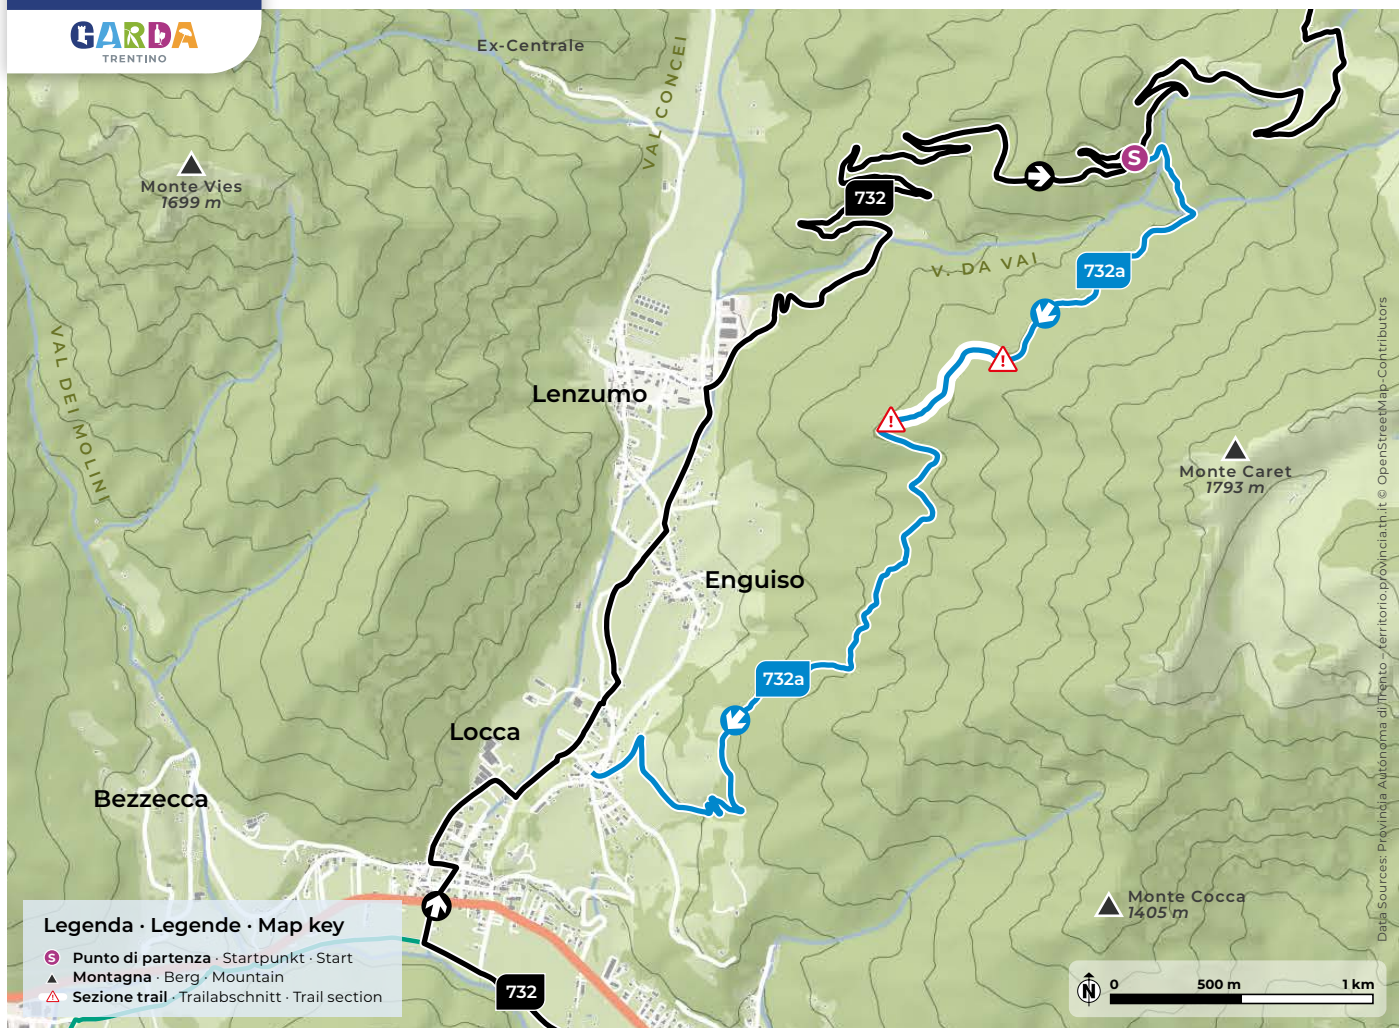 GARDA
TRENTINO
Ex-Centrale
VAL CONCEI
Monte Vies
1699 m
S
732
V. DA VAI
732a
VAL DEI MOLINI
!
!
Lenzumo
Monte Caret
1793 m
Enguiso
732a
Locca
Bezzecca
Monte Cocca
1405 m
Data Sources: Provincia Autonoma di Trento – territorio.provincia.tn.it © OpenStreetMap-Contributors
Legenda · Legende · Map key
S Punto di partenza · Startpunkt · Start
Montagna · Berg · Mountain
! Sezione trail · Trailabschnitt · Trail section
732
N
0 500 m 1 km